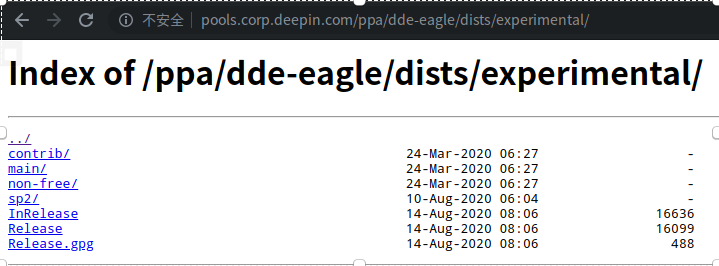 不安全 | pools.corp.deepin.com/ppa/dde-eagle/dists/experimental/
Index of /ppa/dde-eagle/dists/experimental/
../
contrib/ 24-Mar-2020 06:27 -
main/ 24-Mar-2020 06:27 -
non-free/ 24-Mar-2020 06:27 -
sp2/ 10-Aug-2020 06:04 -
InRelease 14-Aug-2020 08:06 16636
Release 14-Aug-2020 08:06 16099
Release.gpg 14-Aug-2020 08:06 488